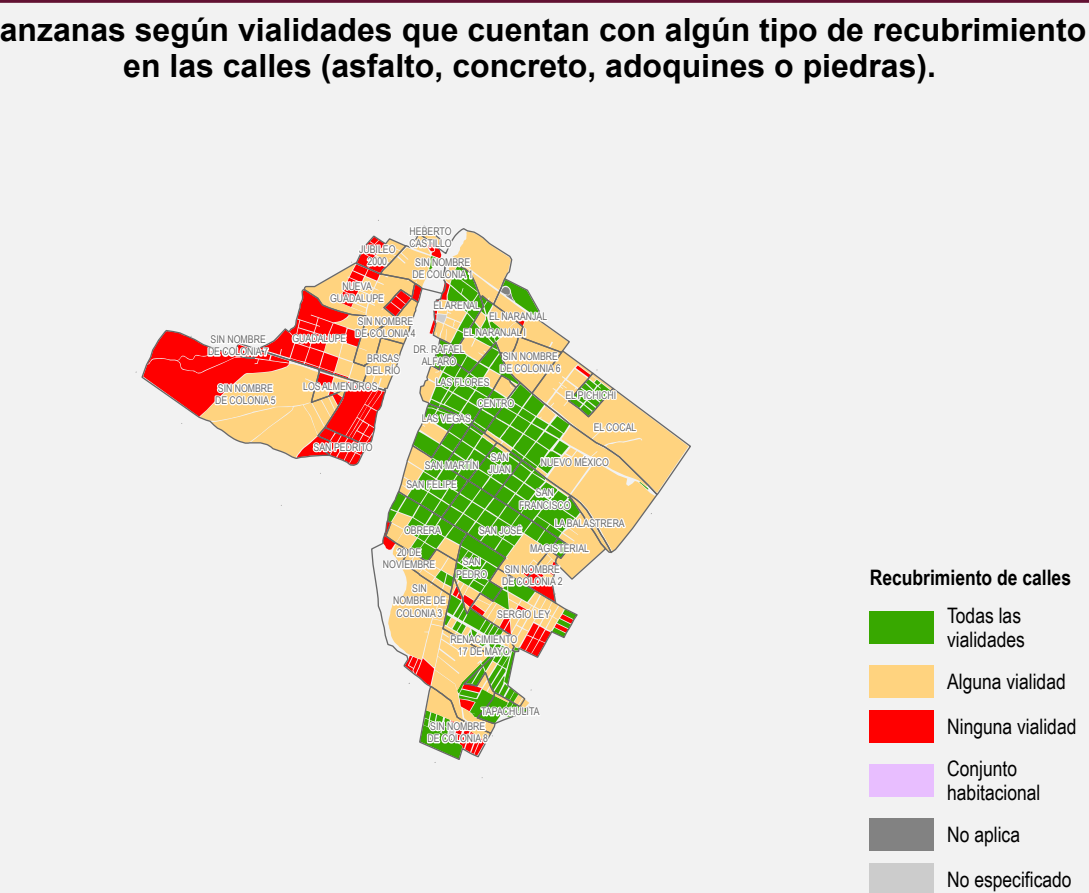 anzanas según vialidades que cuentan con algún tipo de recubrimiento
en las calles (asfalto, concreto, adoquines o piedras).
HEBERTO
CASTILLO
JUBILEO
2000
SIN NOMBRE
DE COLONIA 1
NUEVA
GUADALUPE
EL ARENAL
EL NARANJAL
SIN NOMBRE
DE COLONIA 4
EL NARANJAL I
SIN NOMBRE
DE COLONIA 7
GUADALUPE
DR. RAFAEL
ALFARO
SIN NOMBRE
DE COLONIA 6
BRISAS
DEL RÍO
SIN NOMBRE
DE COLONIA 5
LOS ALMENDROS
LAS FLORES
EL PICHICHI
CENTRO
LAS VEGAS
EL COCAL
SAN PEDRITO
SAN MARTÍN
SAN
JUAN
NUEVO MÉXICO
SAN FELIPE
SAN
FRANCISCO
LA BALASTRERA
OBRERA
SAN JOSÉ
MAGISTERIAL
20 DE
NOVIEMBRE
SAN
PEDRO
SIN NOMBRE
DE COLONIA 2
SIN
NOMBRE DE
COLONIA 3
SERGIO LEY
RENACIMIENTO
17 DE MAYO
TAPACHULITA
SIN NOMBRE
DE COLONIA 8
Recubrimiento de calles
Todas las
vialidades
Alguna vialidad
Ninguna vialidad
Conjunto
habitacional
No aplica
No especificado